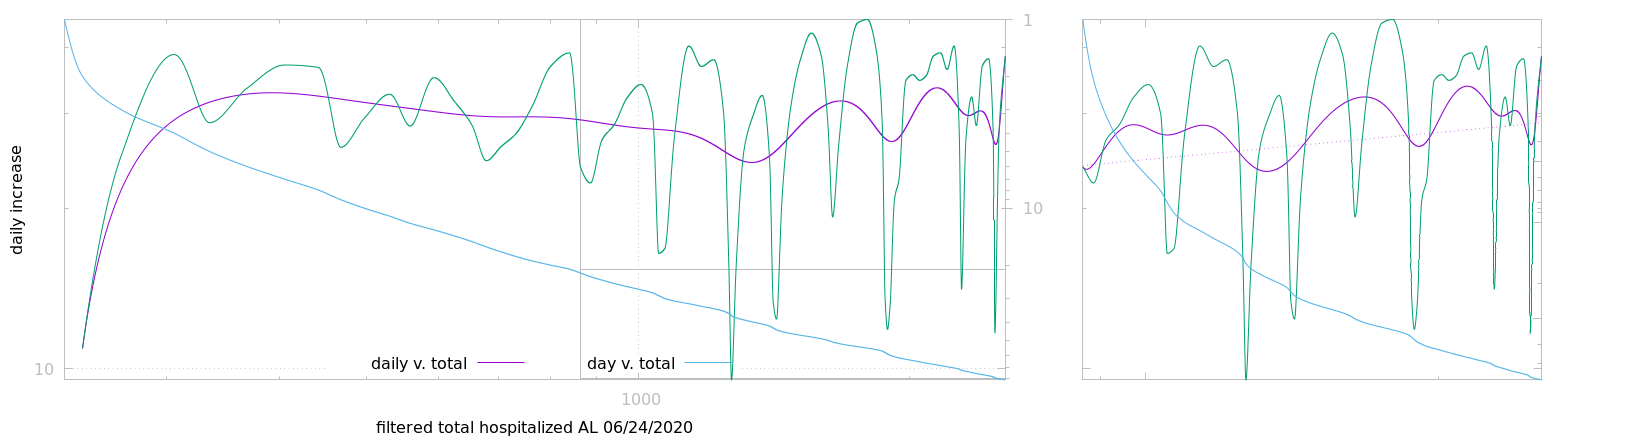 1
10
daily increase
10
daily v. total
day v. total
1000
filtered total hospitalized AL 06/24/2020